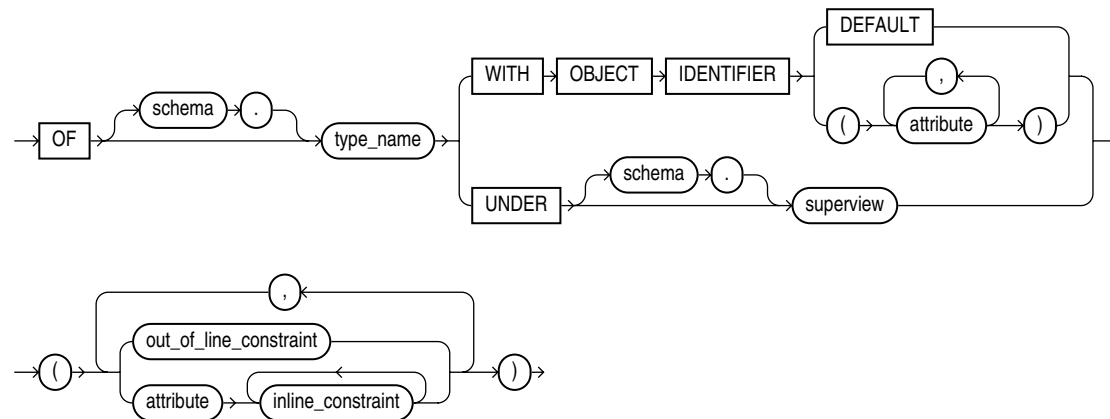 DEFAULT
WITH OBJECT IDENTIFIER
,
schema .
( attribute )
OF type_name
schema .
UNDER superview
,
out_of_line_constraint
( )
attribute inline_constraint